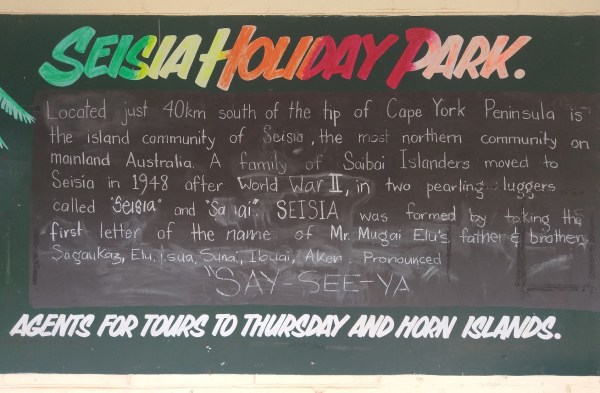 SEISIA HOLIDAY PARK.
Located just 40km south of the tip of Cape York Peninsula is
the island community of Seisia, the most northern community on
mainland Australia. A family of Saibai Islanders moved to
Seisia in 1948 after World War II, in two pearling luggers
called "Seisia" and SEISIA was formed by taking the
first letter of the name of Mr. Mugai Elu's father & brother,
Sagaukaz, Elu, Isua, Sunai, Ibuai, Aken. Pronounced
"SAY-SEE-YA
AGENTS FOR TOURS TO THURSDAY AND HORN ISLANDS.